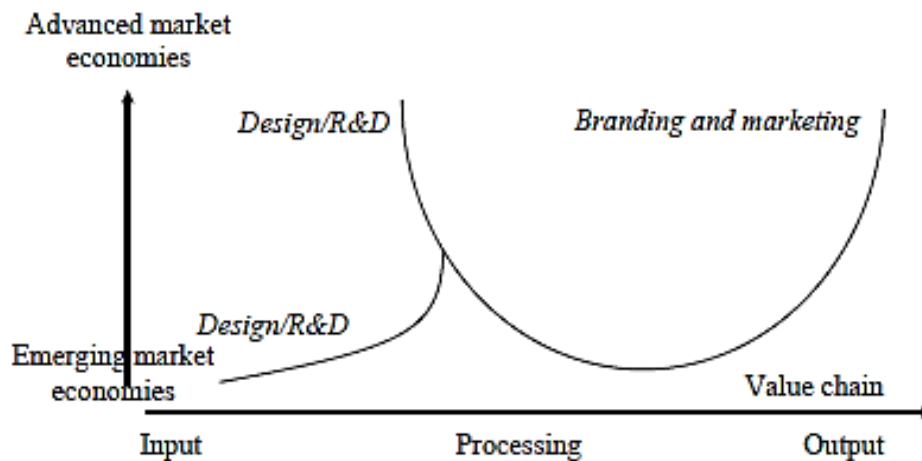 Advanced market
economies
Design/R&D
Branding and marketing
Design/R&D
Emerging market
economies
Value chain
Input
Processing
Output